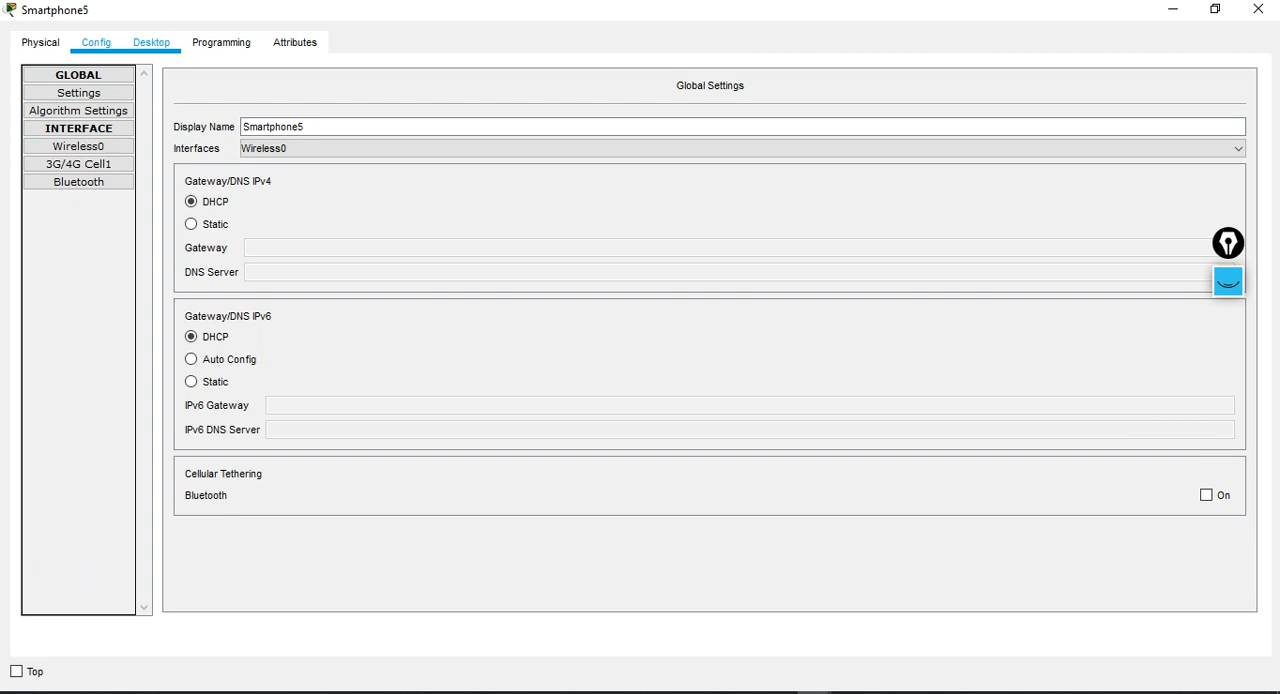 Smartphone5
Physical Config Desktop Programming Attributes
GLOBAL
Settings
Algorithm Settings
INTERFACE
Wireless0
3G/4G Cell1
Bluetooth
Global Settings
Display Name Smartphone5
Interfaces Wireless0
Gateway/DNS IPv4
DHCP
Static
Gateway
DNS Server
Gateway/DNS IPv6
DHCP
Auto Config
Static
IPv6 Gateway
IPv6 DNS Server
Cellular Tethering
Bluetooth On
Top